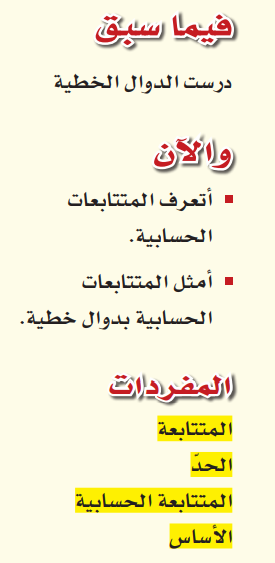 فيما سبق
درست الدوال الخطية
والآن
أتعرف المتتابعات
الحسابية.
أمثل المتتابعات
الحسابية بدوال خطية.
المفردات
المتتابعة
الحدّ
المتتابعة الحسابية
الأساس